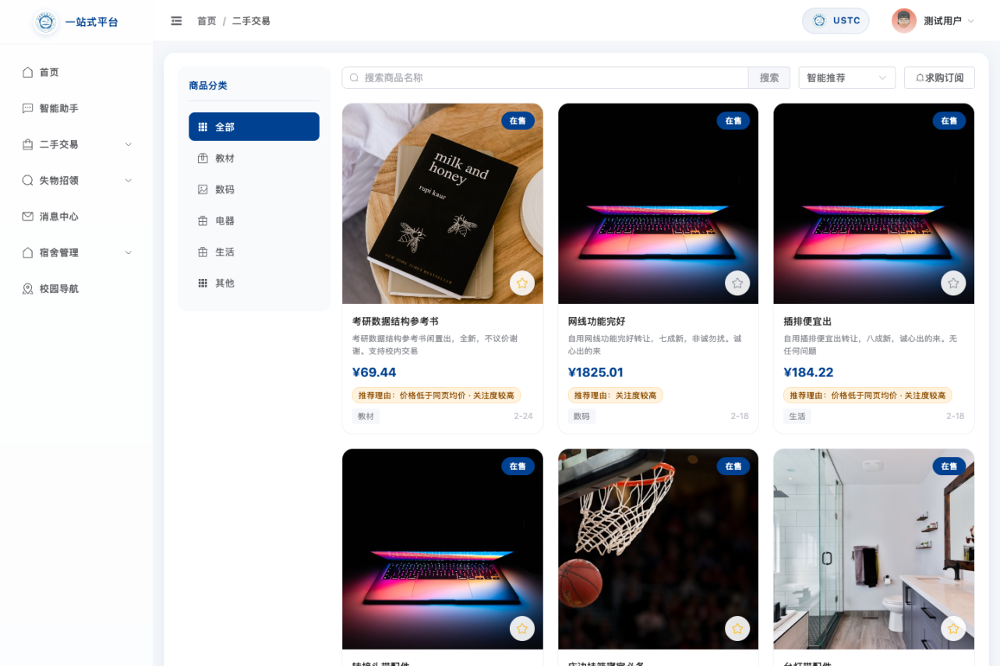 一站式平台
首页 / 二手交易
USTC
测试用户
首页
智能助手
二手交易
失物招领
消息中心
宿舍管理
校园导航
商品分类
全部
教材
数码
电器
生活
其他
搜索商品名称
搜索
智能推荐
求购订阅
在售
milk and
honey
rupi kaur
NEW YORK TIMES BESTSELLER
考研数据结构参考书
考研数据结构参考书闲置出，全新，不议价谢
谢。支持校内交易
¥69.44
推荐理由：价格低于同页均价 · 关注度较高
教材
2-24
在售
网线功能完好
自用网线功能完好转让，七成新，非诚勿扰。诚
心出的来
¥1825.01
推荐理由：关注度较高
数码
2-18
在售
插排便宜出
自用插排便宜出转让，八成新，诚心出的来。无
任何问题
¥184.22
推荐理由：价格低于同页均价 · 关注度较高
生活
2-18
在售
在售
在售